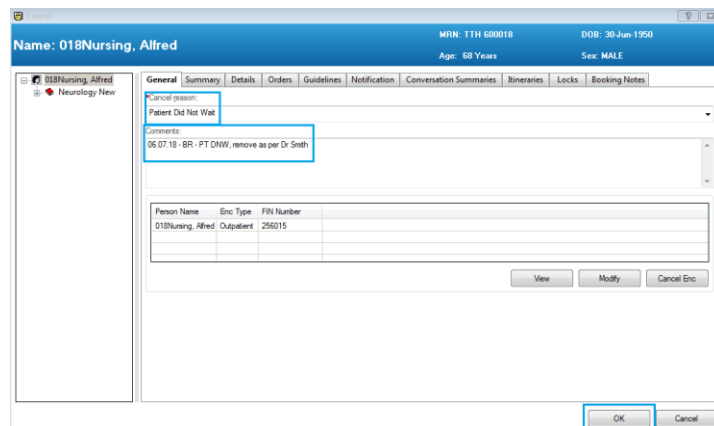 Cancel
MRN: TTH 600018 DOB: 30-Jun-1950
Name: 018Nursing, Alfred
Age: 68 Years Sex: MALE
018Nursing, Alfred
Neurology New
General Summary Details Orders Guidelines Notification Conversation Summaries Itineraries Locks Booking Notes
*Cancel reason:
Patient Did Not Wait
Comments:
06.07.18 - BR - PT DNW, remove as per Dr Smith
Person Name Enc Type FIN Number
018Nursing, Alfred Outpatient 256015
View Modify Cancel Enc
OK Cancel